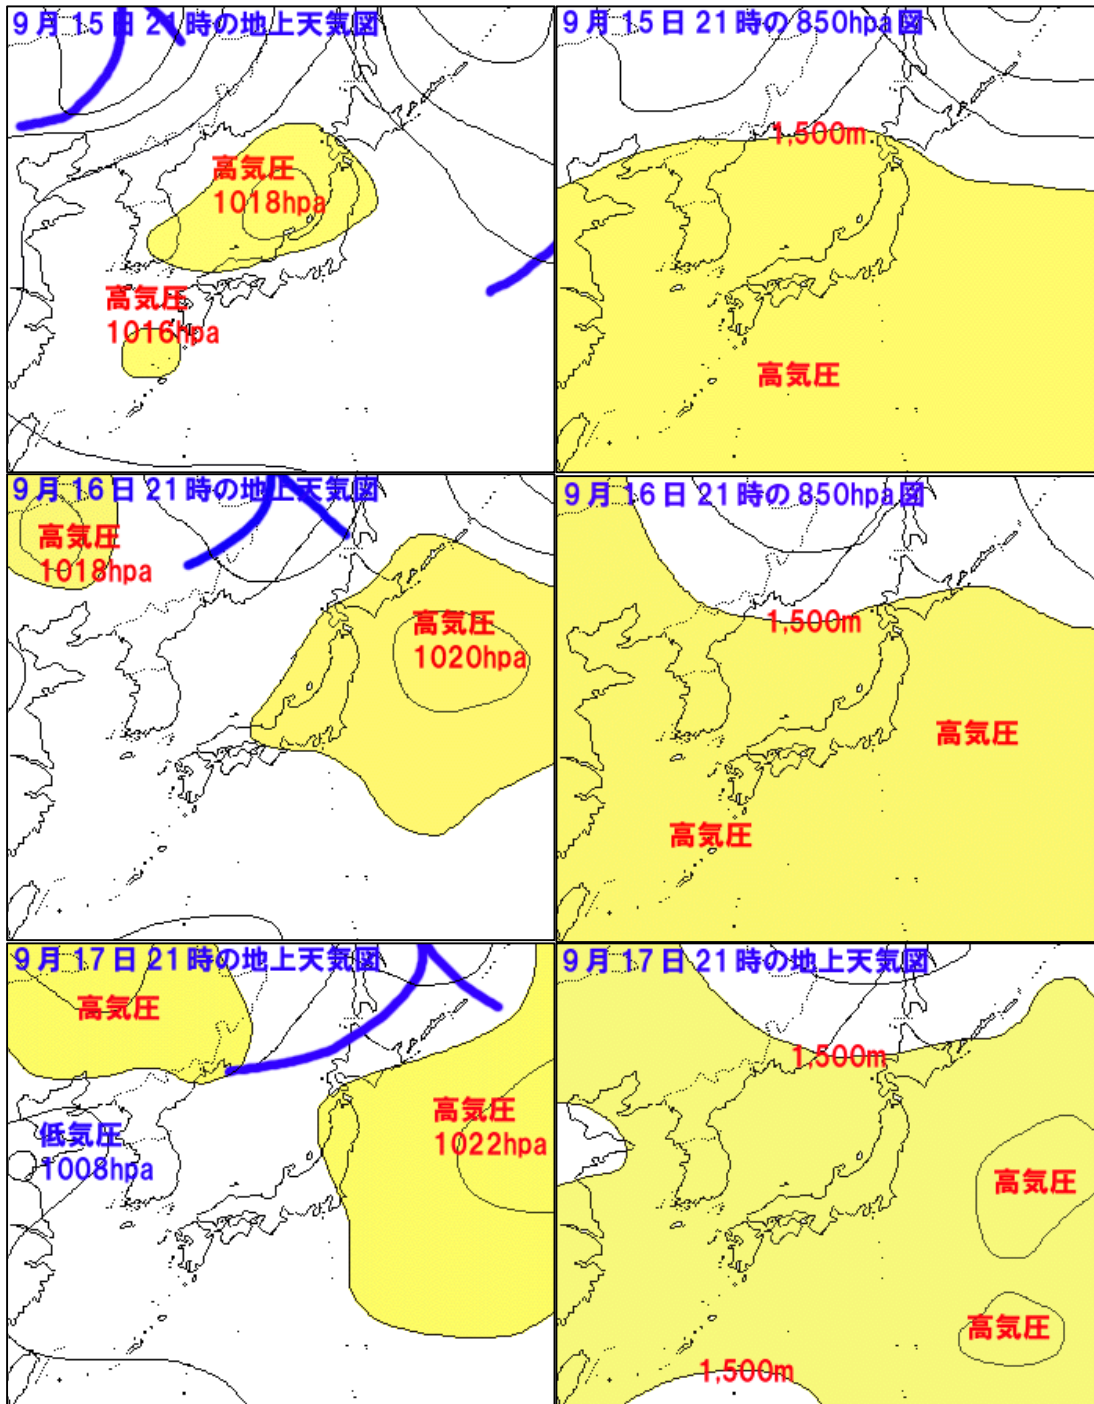 9月15日21時の地上天気図
高気圧
1018hpa
高気圧
1016hpa
9月15日21時の850hpa図
1,500m
高気圧
9月16日21時の地上天気図
高気圧
1018hpa
高気圧
1020hpa
9月16日21時の850hpa図
1,500m
高気圧
高気圧
9月17日21時の地上天気図
高気圧
高気圧
1022hpa
低気圧
1008hpa
9月17日21時の地上天気図
1,500m
高気圧
高気圧
1,500m